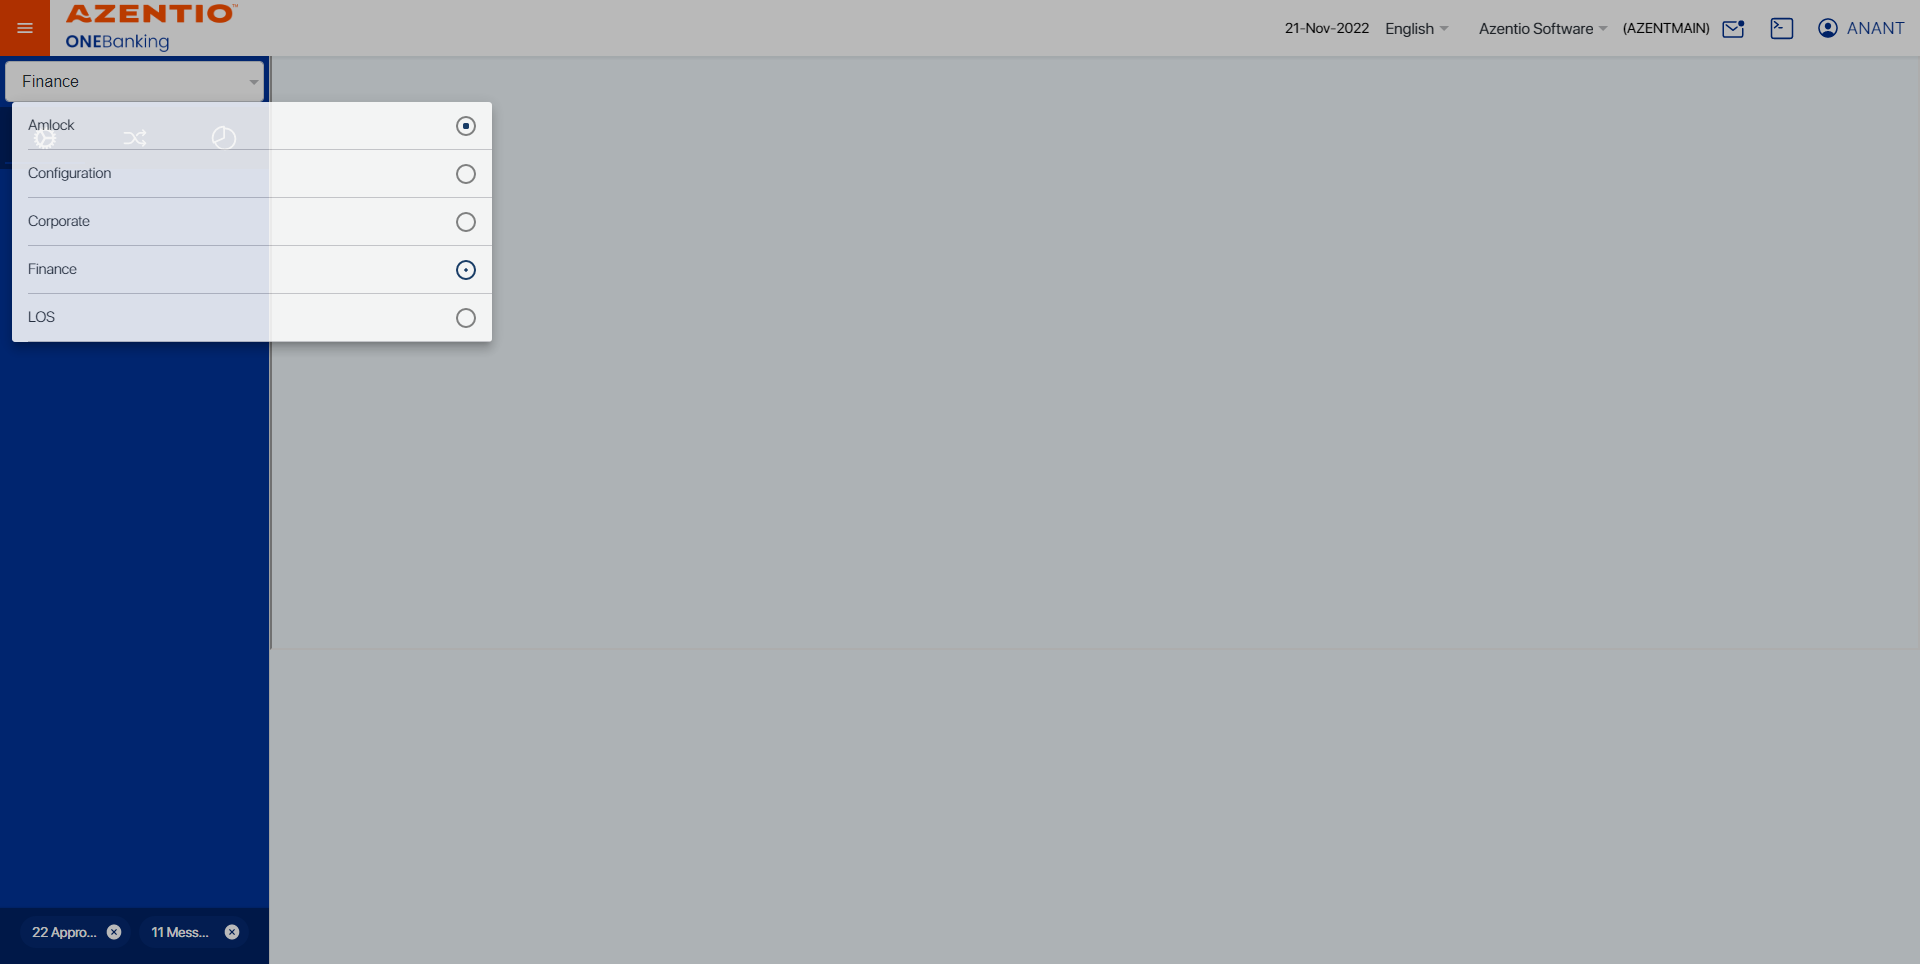 AZENTIO™
ONEBanking
21-Nov-2022 English Azentio Software (AZENTMAIN) ANANT
Finance
Amlock
Configuration
Corporate
Finance
LOS
22 Appro... 11 Mess...